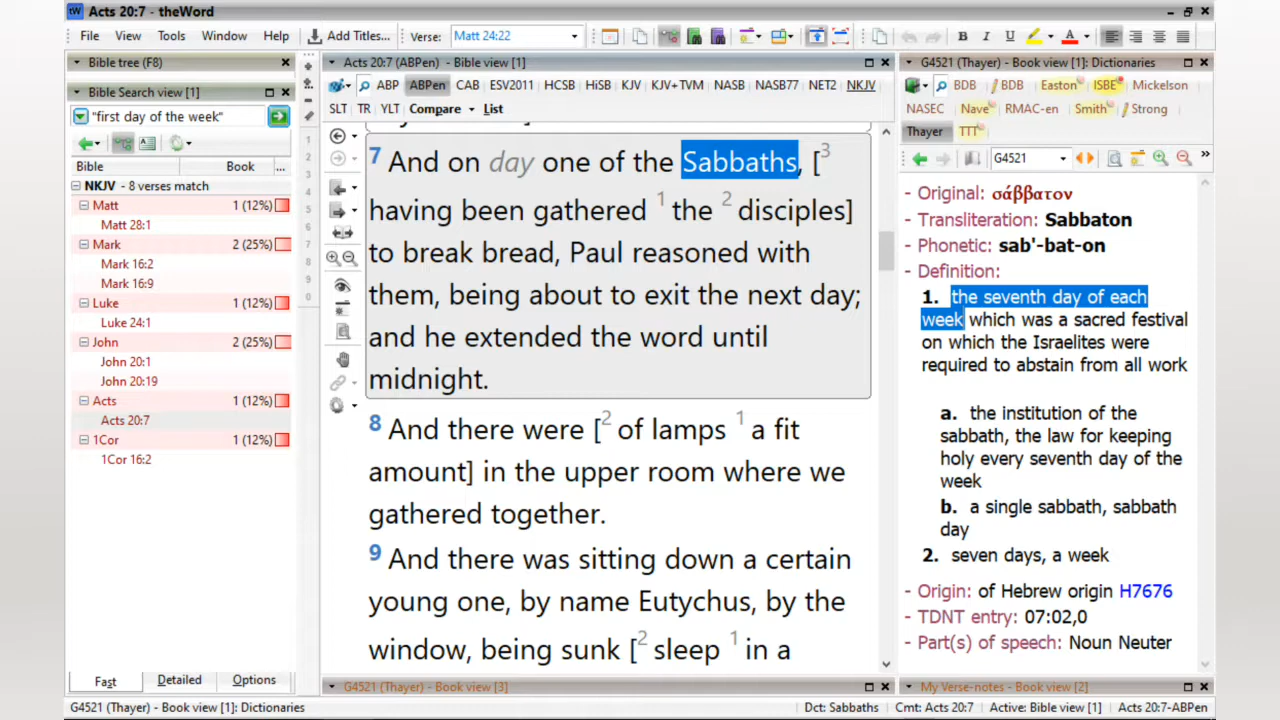 Acts 20:7 - theWord
File View Tools Window Help Add Titles... Verse: Matt 24:22
B I U A
Bible tree (F8)
Bible Search view [1]
"first day of the week"
Bible Book ...
NKJV - 8 verses match
Matt 1 (12%)
Matt 28:1
Mark 2 (25%)
Mark 16:2
Mark 16:9
Luke 1 (12%)
Luke 24:1
John 2 (25%)
John 20:1
John 20:19
Acts 1 (12%)
Acts 20:7
1Cor 1 (12%)
1Cor 16:2
Fast Detailed Options
1
2
3
4
5
6
7
8
9
0
Acts 20:7 (ABPen) - Bible view [1]
ABP ABPen CAB ESV2011 HCSB HiSB KJV KJV+TVM NASB NASB77 NET2 NKJV
SLT TR YLT Compare List
7 And on day one of the Sabbaths, [3
having been gathered 1 the 2 disciples]
to break bread, Paul reasoned with
them, being about to exit the next day;
and he extended the word until
midnight.
8 And there were [2 of lamps 1 a fit
amount] in the upper room where we
gathered together.
9 And there was sitting down a certain
young one, by name Eutychus, by the
window, being sunk [2 sleep 1 in a
G4521 (Thayer) - Book view [3]
G4521 (Thayer) - Book view [1]: Dictionaries
BDB BDB Easton ISBE Mickelson
NASEC Nave RMAC-en Smith Strong
Thayer TTT
G4521
- Original: σάββατον
- Transliteration: Sabbaton
- Phonetic: sab'-bat-on
- Definition:
1. the seventh day of each
week which was a sacred festival
on which the Israelites were
required to abstain from all work
a. the institution of the
sabbath, the law for keeping
holy every seventh day of the
week
b. a single sabbath, sabbath
day
2. seven days, a week
- Origin: of Hebrew origin H7676
- TDNT entry: 07:02,0
- Part(s) of speech: Noun Neuter
My Verse-notes - Book view [2]
G4521 (Thayer) - Book view [1]: Dictionaries Dct: Sabbaths Cmt: Acts 20:7 Active: Bible view [1] Acts 20:7-ABPen